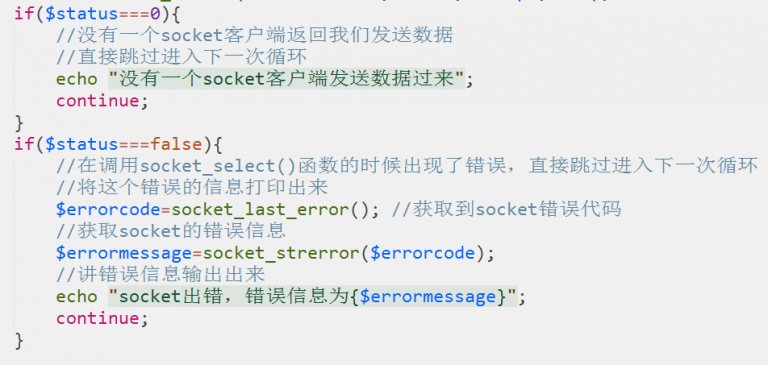 if($status===0){
//没有一个socket客户端返回我们发送数据
//直接跳过进入下一次循环
echo "没有一个socket客户端发送数据过来";
continue;
}
if($status===false){
//在调用socket_select()函数的时候出现了错误，直接跳过进入下一次循环
//将这个错误的信息打印出来
$errorcode=socket_last_error(); //获取到socket错误代码
//获取socket的错误信息
$errormessage=socket_strerror($errorcode);
//讲错误信息输出出来
echo "socket出错，错误信息为{$errormessage}";
continue;
}